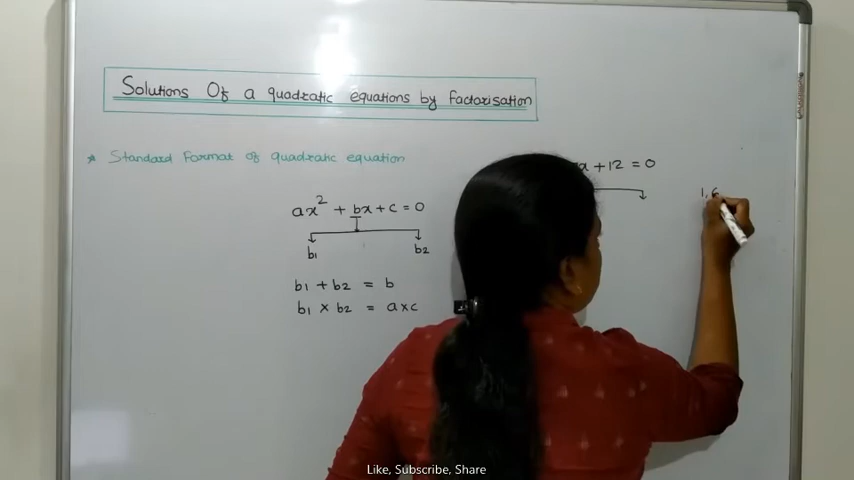 Solutions Of a quadratic equations by factorisation
* Standard Format of quadratic equation
ax² + bx + c = 0
b1 b2
b1 + b2 = b
b1 × b2 = a×c
+ 12 = 0
1,6
Like, Subscribe, Share